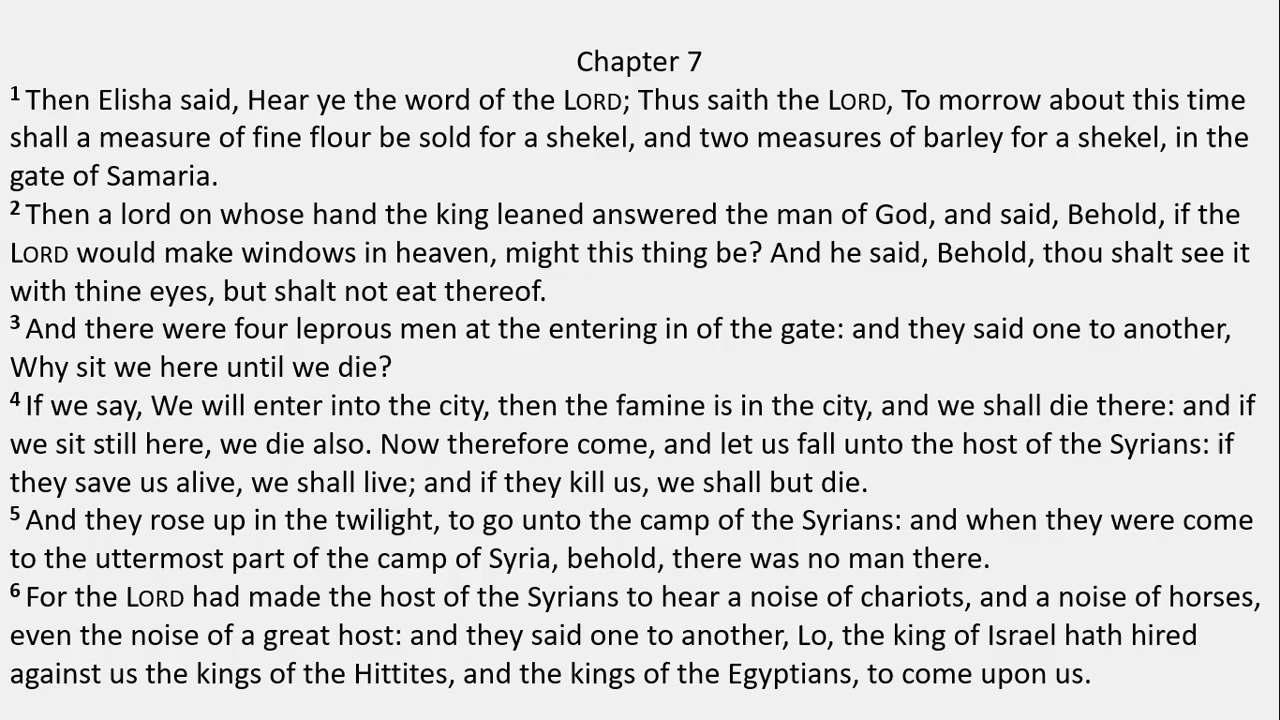 Chapter 7
1 Then Elisha said, Hear ye the word of the LORD; Thus saith the LORD, To morrow about this time
shall a measure of fine flour be sold for a shekel, and two measures of barley for a shekel, in the
gate of Samaria.
2 Then a lord on whose hand the king leaned answered the man of God, and said, Behold, if the
LORD would make windows in heaven, might this thing be? And he said, Behold, thou shalt see it
with thine eyes, but shalt not eat thereof.
3 And there were four leprous men at the entering in of the gate: and they said one to another,
Why sit we here until we die?
4 If we say, We will enter into the city, then the famine is in the city, and we shall die there: and if
we sit still here, we die also. Now therefore come, and let us fall unto the host of the Syrians: if
they save us alive, we shall live; and if they kill us, we shall but die.
5 And they rose up in the twilight, to go unto the camp of the Syrians: and when they were come
to the uttermost part of the camp of Syria, behold, there was no man there.
6 For the LORD had made the host of the Syrians to hear a noise of chariots, and a noise of horses,
even the noise of a great host: and they said one to another, Lo, the king of Israel hath hired
against us the kings of the Hittites, and the kings of the Egyptians, to come upon us.